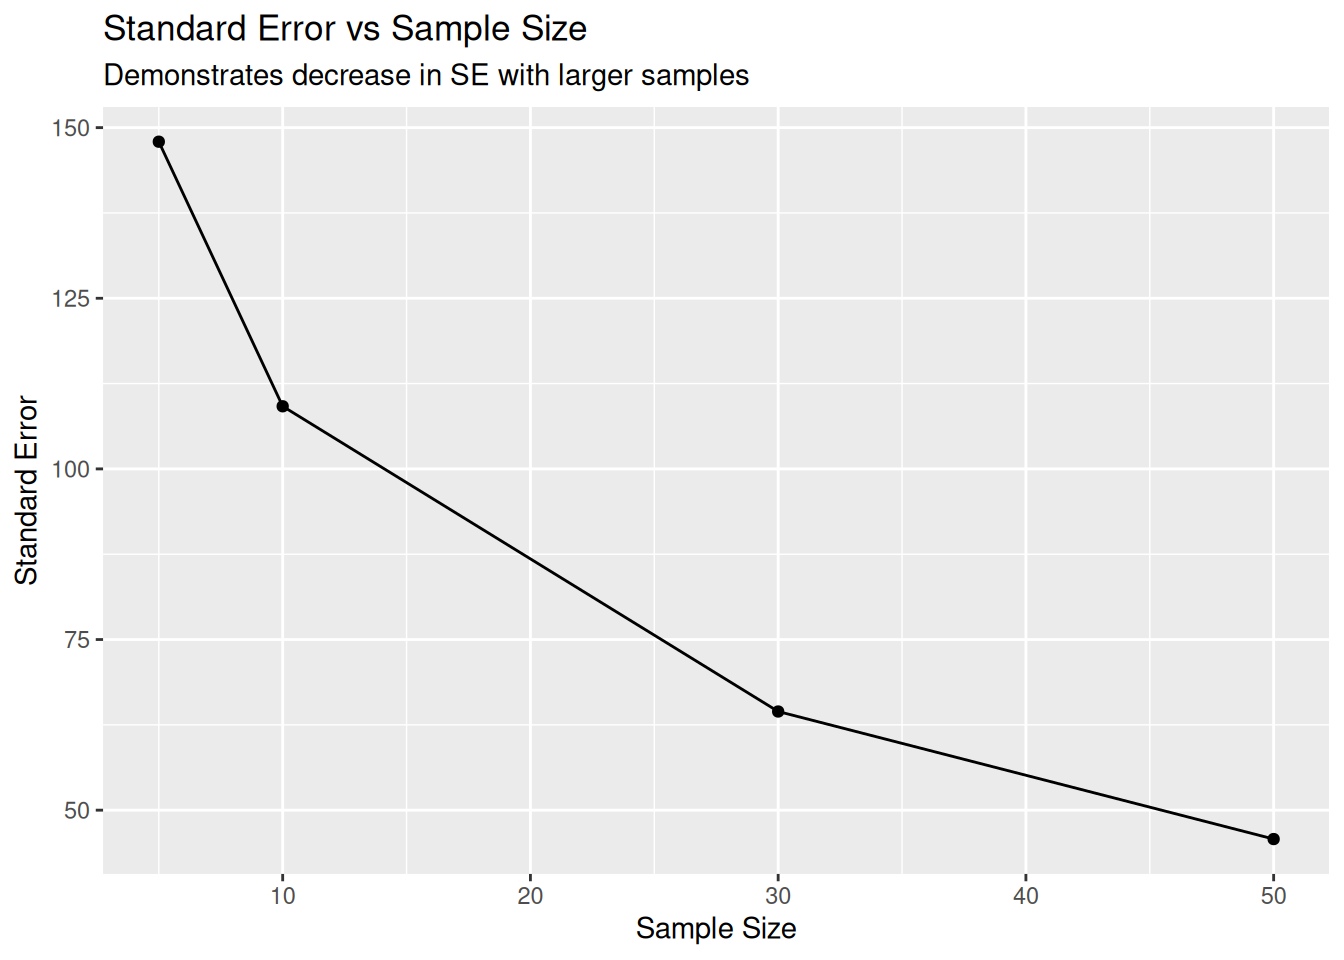 Standard Error vs Sample Size
Demonstrates decrease in SE with larger samples
150
125
100
75
50
Standard Error
10 20 30 40 50
Sample Size